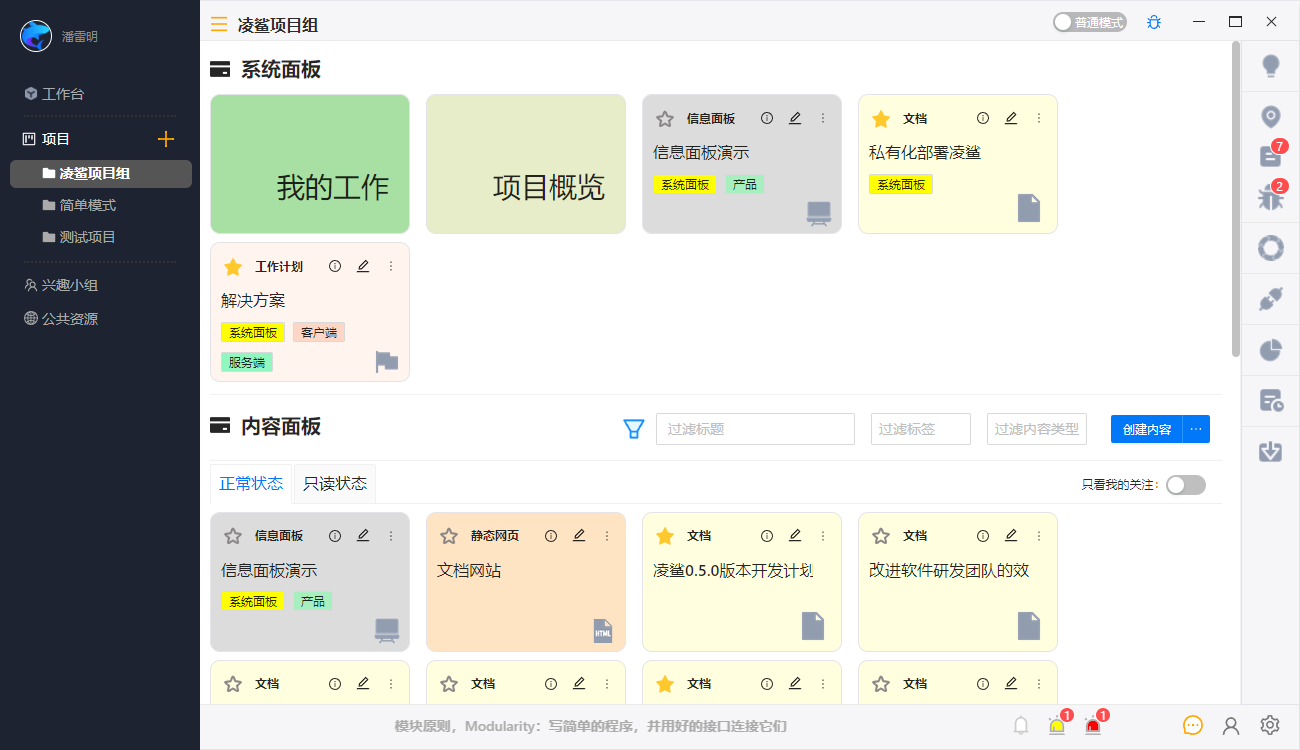 潘雷明
工作台
项目
凌鲨项目组
简单模式
测试项目
兴趣小组
公共资源
凌鲨项目组
普通模式
系统面板
我的工作
项目概览
信息面板
信息面板演示
系统面板 产品
文档
私有化部署凌鲨
系统面板
工作计划
解决方案
系统面板 客户端
服务端
7
2
内容面板
过滤标题
过滤标签
过滤内容类型
创建内容 ···
正常状态 只读状态
只看我的关注：
信息面板
信息面板演示
系统面板 产品
静态网页
文档网站
HTML
文档
凌鲨0.5.0版本开发计划
文档
改进软件研发团队的效
文档
文档
文档
文档
模块原则，Modularity：写简单的程序，并用好的接口连接它们
1
1